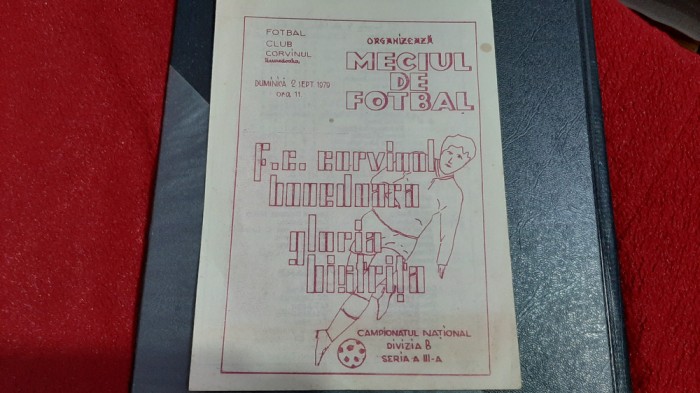 FOTBAL
CLUB
CORVINUL
Hunedoara
DUMINICĂ 2 SEPT. 1979
ora 11
ORGANIZEAZĂ
MECIUL
DE
FOTBAL
f.c. corvinul
hunedoara
gloria
bistrița
CAMPIONATUL NAȚIONAL
DIVIZIA B
SERIA A III-A